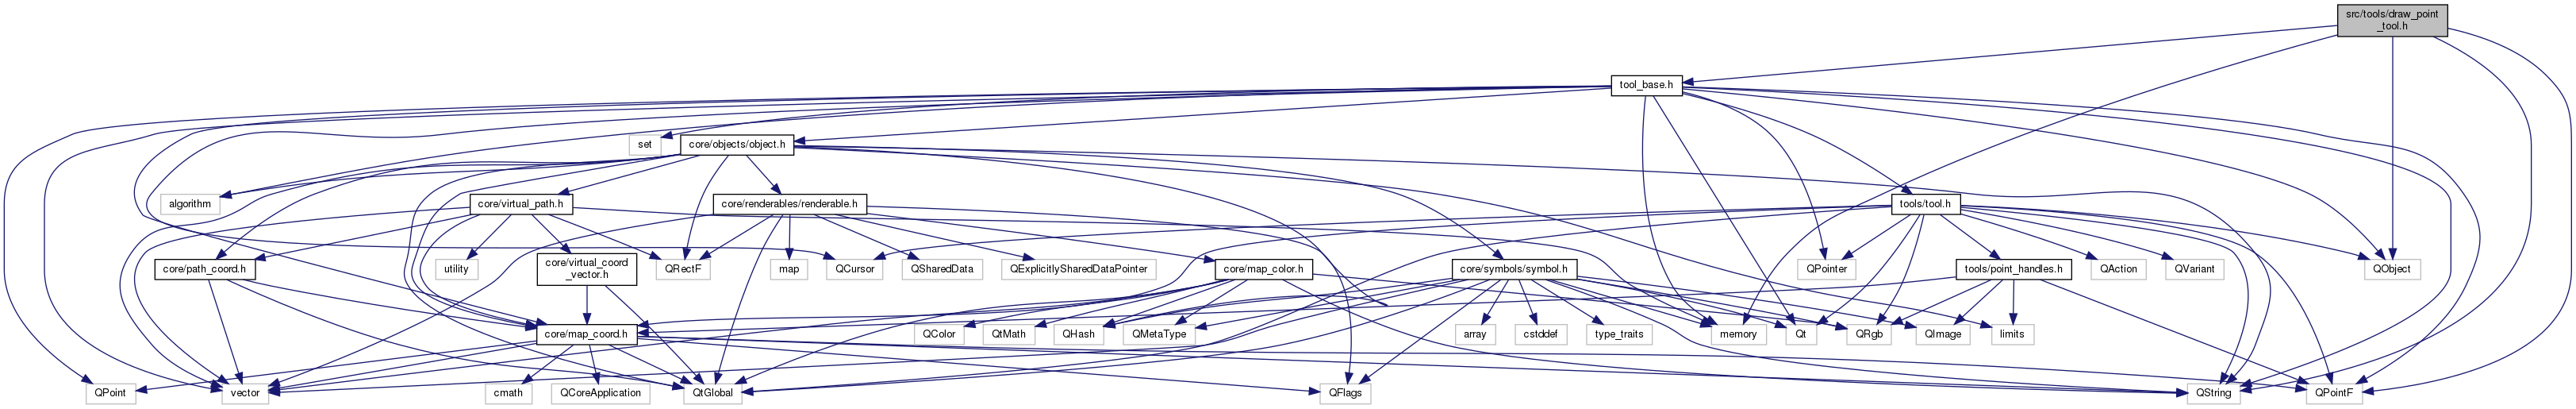 src/tools/draw_point
_tool.h
tool_base.h
set
core/objects/object.h
algorithm
core/virtual_path.h
core/renderables/renderable.h
tools/tool.h
core/path_coord.h
utility
core/virtual_coord
_vector.h
QRectF
map
QCursor
QSharedData
QExplicitlySharedDataPointer
core/map_color.h
core/symbols/symbol.h
QPointer
tools/point_handles.h
QAction
QVariant
QObject
core/map_coord.h
QColor
QtMath
QHash
QMetaType
array
cstddef
type_traits
memory
Qt
QRgb
QImage
limits
QPoint
vector
cmath
QCoreApplication
QtGlobal
QFlags
QString
QPointF